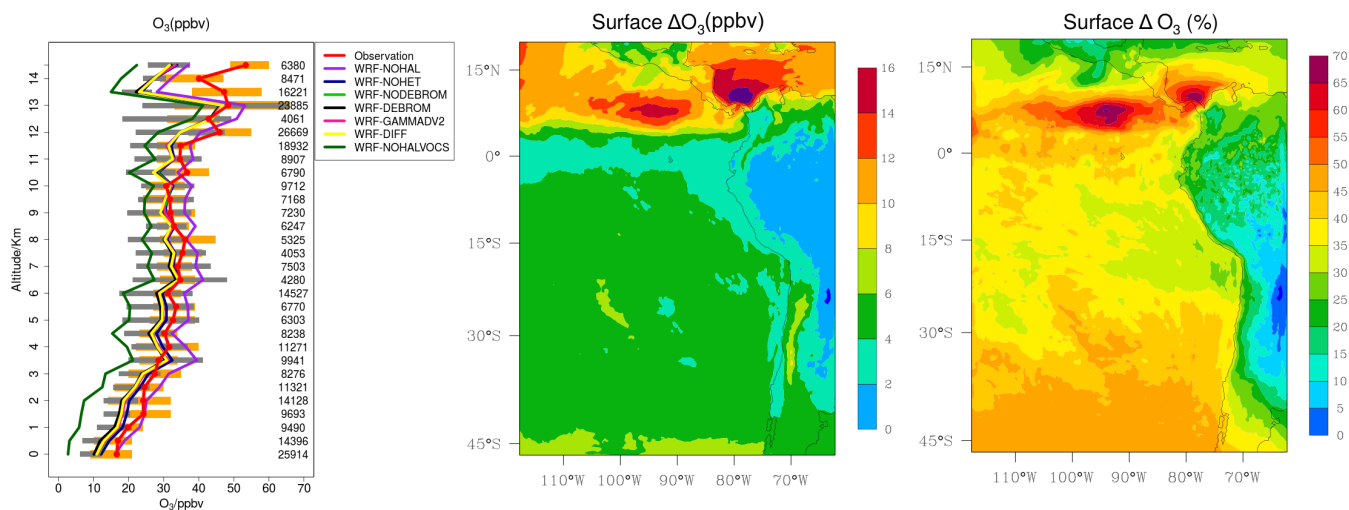 O3(ppbv)
Observation
WRF-NOHAL
WRF-NOHET
WRF-NODEBROM
WRF-DEBROM
WRF-GAMMADV2
WRF-DIFF
WRF-NOHALVOCS
Altitude/Km
14
13
12
11
10
9
8
7
6
5
4
3
2
1
0
6380
8471
16221
23885
4061
26669
18932
8907
6790
9712
7168
7230
6247
5325
4053
7503
4280
14527
6770
6303
8238
11271
9941
8276
11321
14128
9693
9490
14396
25914
0 10 20 30 40 50 60 70
O3/ppbv
Surface ΔO3(ppbv)
15°N
0°
15°S
30°S
45°S
110°W 100°W 90°W 80°W 70°W
16
14
12
10
8
6
4
2
0
Surface Δ O3 (%)
15°N
0°
15°S
30°S
45°S
110°W 100°W 90°W 80°W 70°W
70
65
60
55
50
45
40
35
30
25
20
15
10
5
0